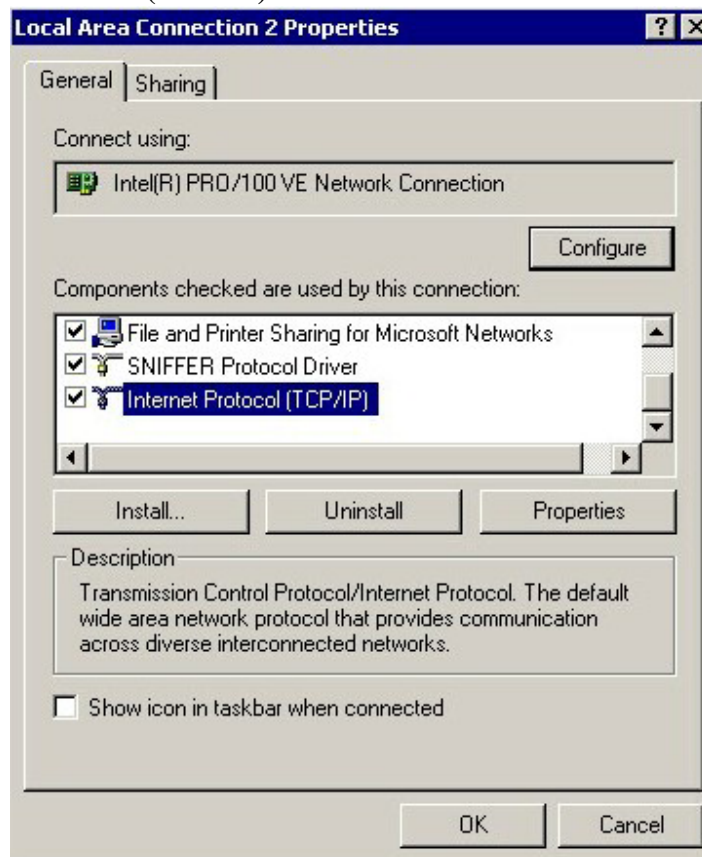 Local Area Connection 2 Properties
General
Sharing
Connect using:
Intel(R) PRO/100 VE Network Connection
Configure
Components checked are used by this connection:
File and Printer Sharing for Microsoft Networks
SNIFFER Protocol Driver
Internet Protocol (TCP/IP)
Install...
Uninstall
Properties
Description
Transmission Control Protocol/Internet Protocol. The default
wide area network protocol that provides communication
across diverse interconnected networks.
Show icon in taskbar when connected
OK
Cancel